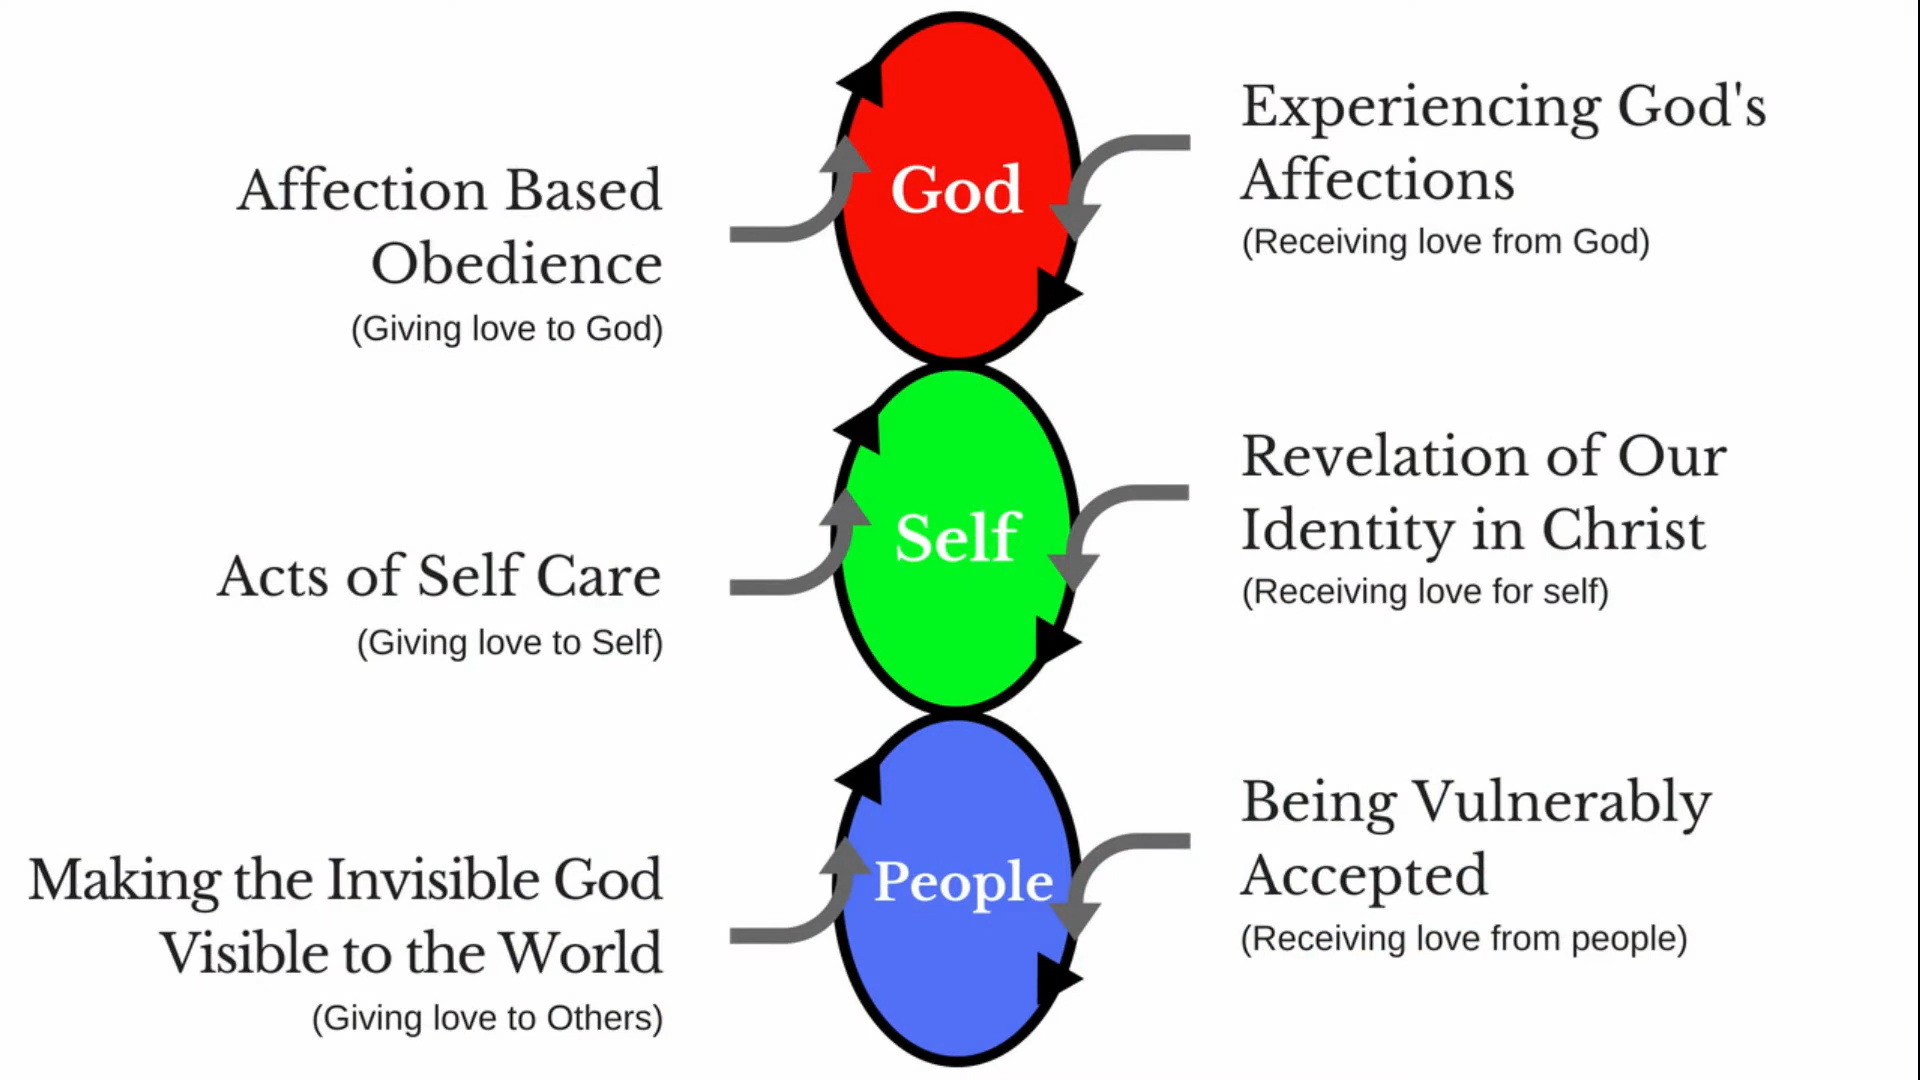 God
Experiencing God's
Affections
(Receiving love from God)
Affection Based
Obedience
(Giving love to God)
Self
Revelation of Our
Identity in Christ
(Receiving love for self)
Acts of Self Care
(Giving love to Self)
People
Being Vulnerably
Accepted
(Receiving love from people)
Making the Invisible God
Visible to the World
(Giving love to Others)